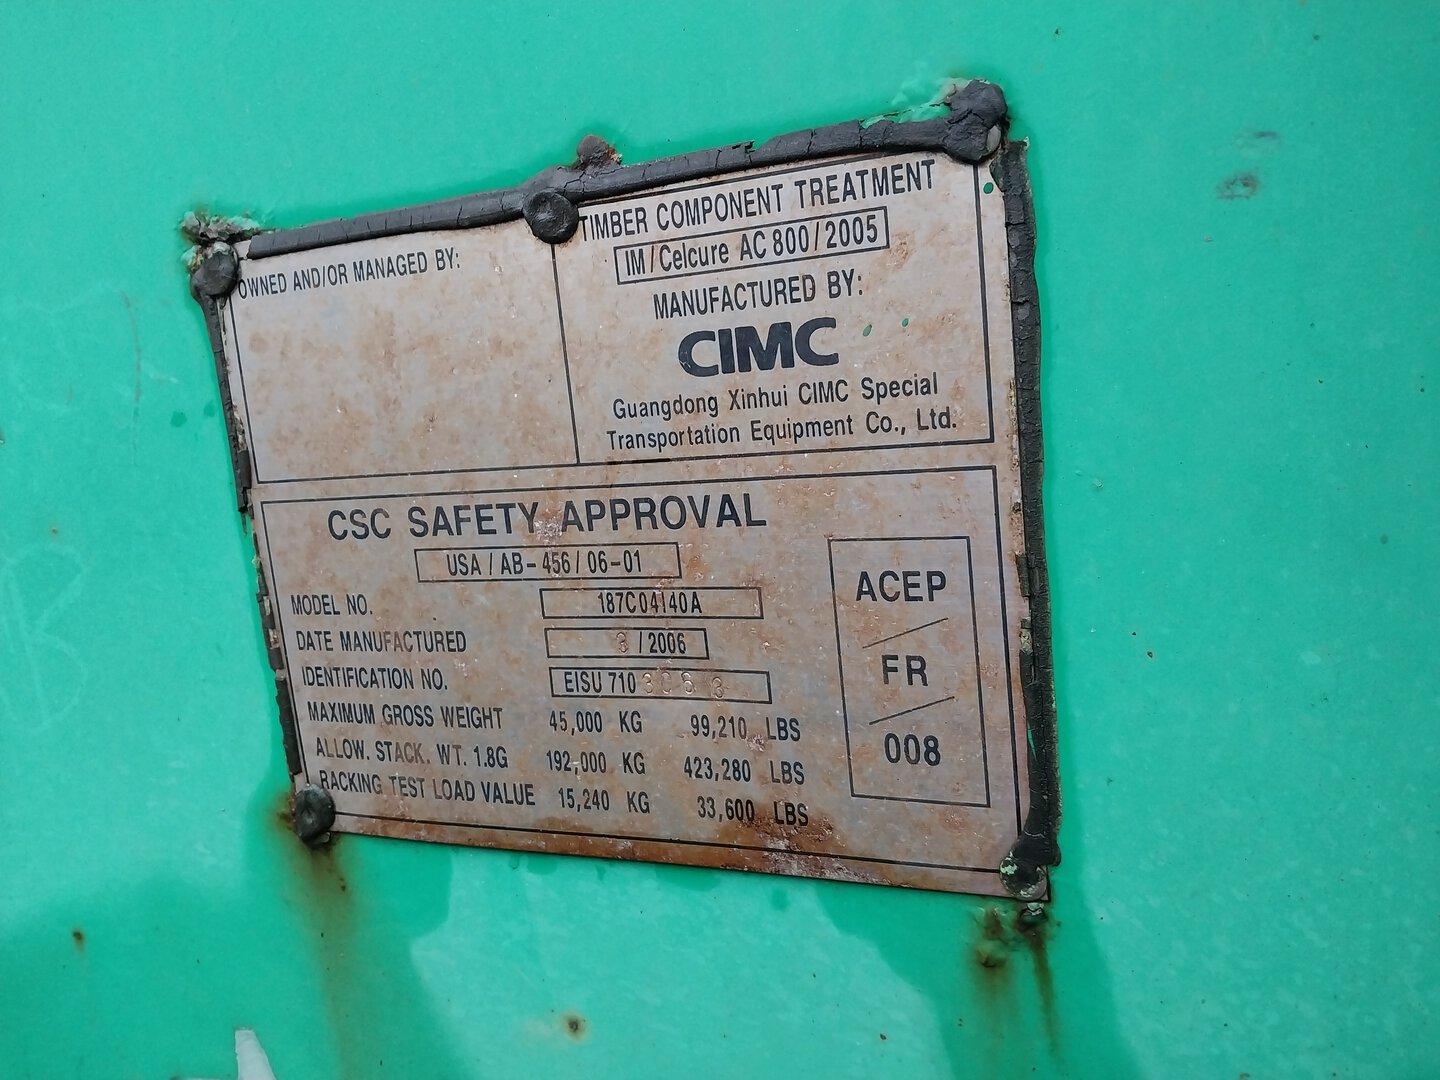 OWNED AND/OR MANAGED BY:
TIMBER COMPONENT TREATMENT
IM / Celcure AC 800 / 2005
MANUFACTURED BY:
CIMC
Guangdong Xinhui CIMC Special
Transportation Equipment Co., Ltd.
CSC SAFETY APPROVAL
USA / AB-456 / 06-01
MODEL NO. 187C04140A
DATE MANUFACTURED 3 / 2006
IDENTIFICATION NO. EISU 710
MAXIMUM GROSS WEIGHT 45,000 KG 99,210 LBS
ALLOW. STACK. WT. 1.8G 192,000 KG 423,280 LBS
RACKING TEST LOAD VALUE 15,240 KG 33,600 LBS
ACEP
/
FR
/
008